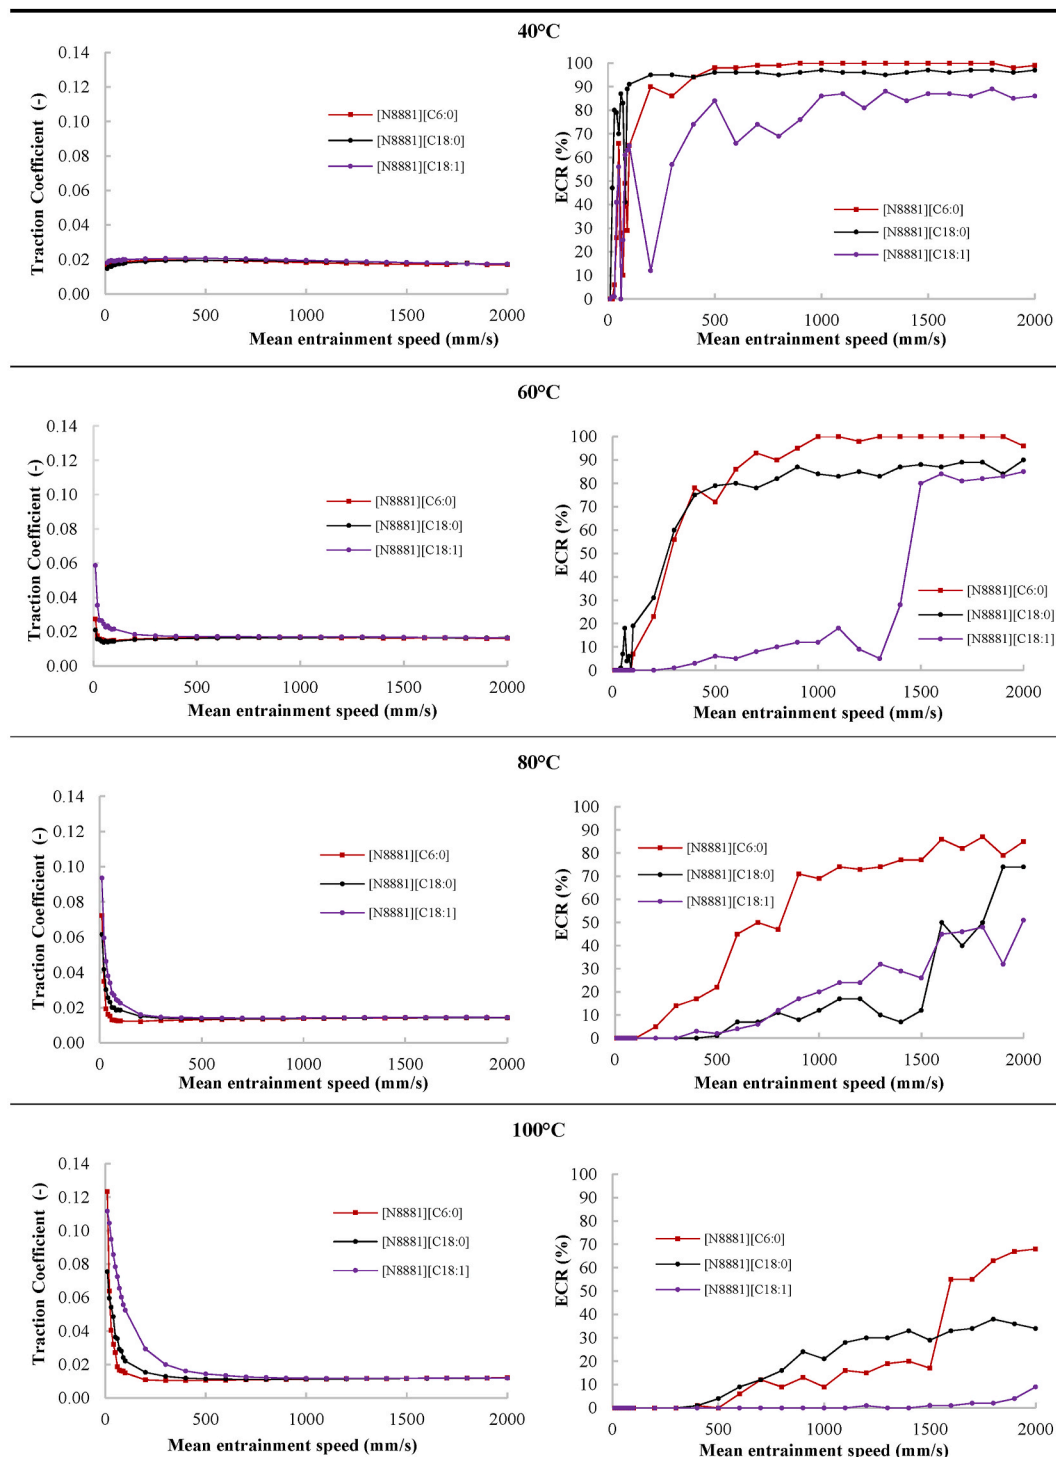 40°C
0.14
0.12
0.10
0.08
0.06
0.04
0.02
0.00
Traction Coefficient (-)
[N8881][C6:0]
[N8881][C18:0]
[N8881][C18:1]
0 500 1000 1500 2000
Mean entrainment speed (mm/s)
100
90
80
70
60
50
40
30
20
10
0
ECR (%)
[N8881][C6:0]
[N8881][C18:0]
[N8881][C18:1]
0 500 1000 1500 2000
Mean entrainment speed (mm/s)
60°C
0.14
0.12
0.10
0.08
0.06
0.04
0.02
0.00
Traction Coefficient (-)
[N8881][C6:0]
[N8881][C18:0]
[N8881][C18:1]
0 500 1000 1500 2000
Mean entrainment speed (mm/s)
100
90
80
70
60
50
40
30
20
10
0
ECR (%)
[N8881][C6:0]
[N8881][C18:0]
[N8881][C18:1]
0 500 1000 1500 2000
Mean entrainment speed (mm/s)
80°C
0.14
0.12
0.10
0.08
0.06
0.04
0.02
0.00
Traction Coefficient (-)
[N8881][C6:0]
[N8881][C18:0]
[N8881][C18:1]
0 500 1000 1500 2000
Mean entrainment speed (mm/s)
100
90
80
70
60
50
40
30
20
10
0
ECR (%)
[N8881][C6:0]
[N8881][C18:0]
[N8881][C18:1]
0 500 1000 1500 2000
Mean entrainment speed (mm/s)
100°C
0.14
0.12
0.10
0.08
0.06
0.04
0.02
0.00
Traction Coefficient (-)
[N8881][C6:0]
[N8881][C18:0]
[N8881][C18:1]
0 500 1000 1500 2000
Mean entrainment speed (mm/s)
100
90
80
70
60
50
40
30
20
10
0
ECR (%)
[N8881][C6:0]
[N8881][C18:0]
[N8881][C18:1]
0 500 1000 1500 2000
Mean entrainment speed (mm/s)